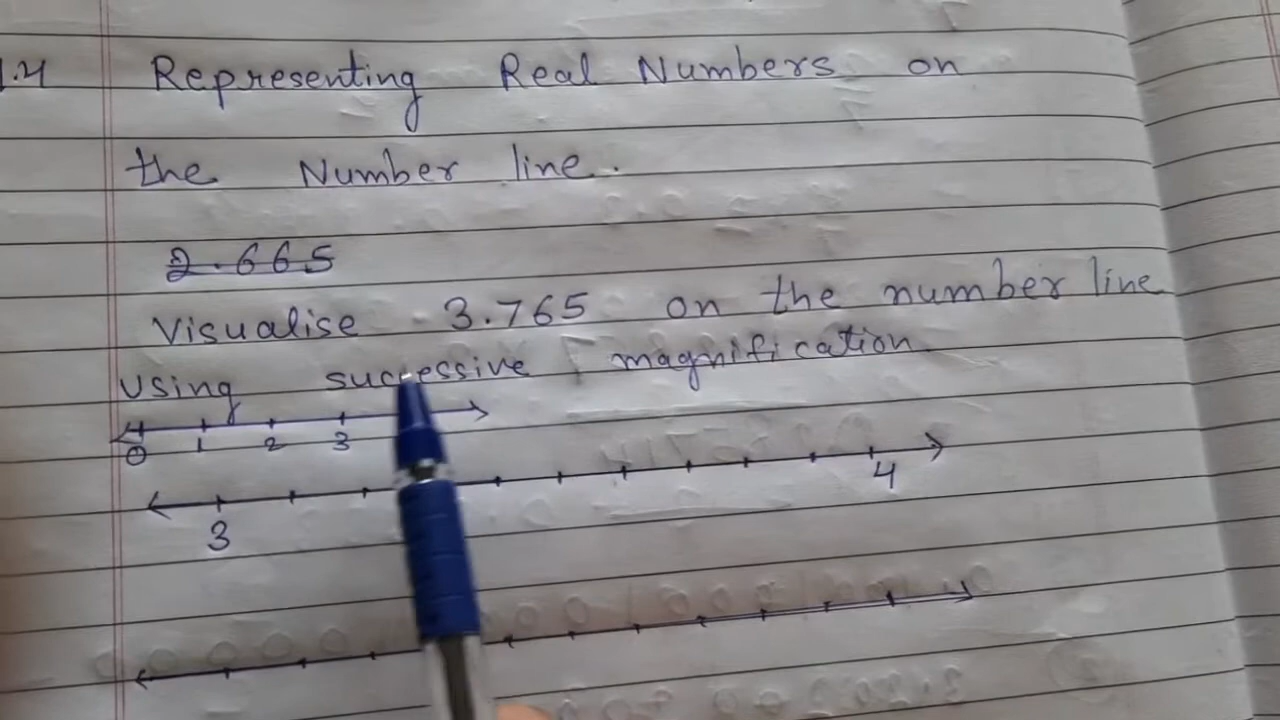 1.4 Representing Real Numbers on
the Number line.
2.665
Visualise 3.765 on the number line
using successive magnification
0 1 2 3
3 4